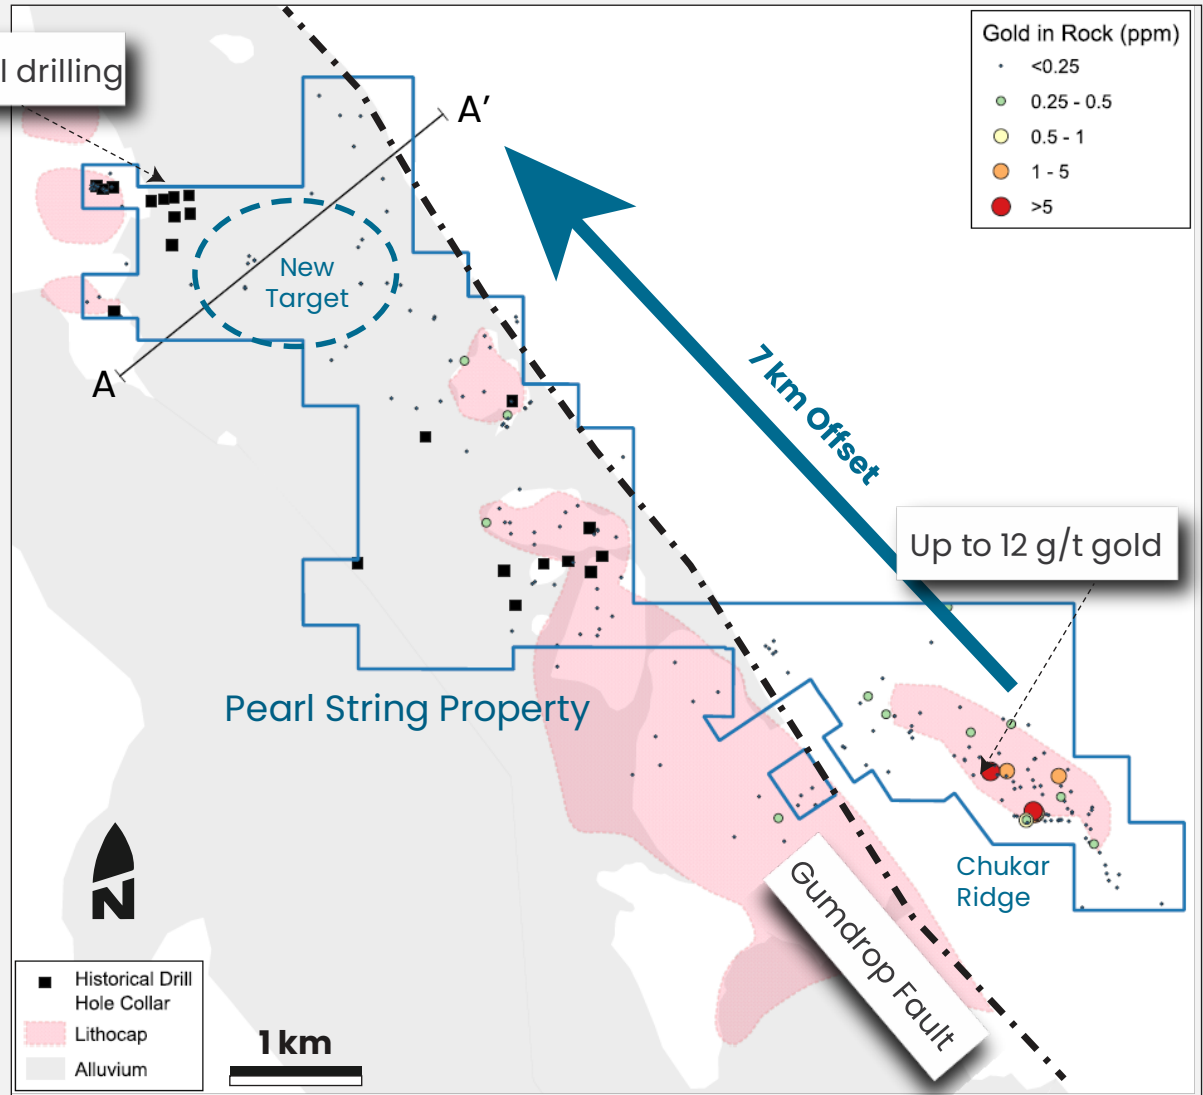 l drilling
A’
Gold in Rock (ppm)
<0.25
0.25 - 0.5
0.5 - 1
1 - 5
>5
New
Target
A
7 km Offset
Up to 12 g/t gold
Pearl String Property
Chukar
Ridge
Gumdrop Fault
N
Historical Drill
Hole Collar
Lithocap
Alluvium
1 km